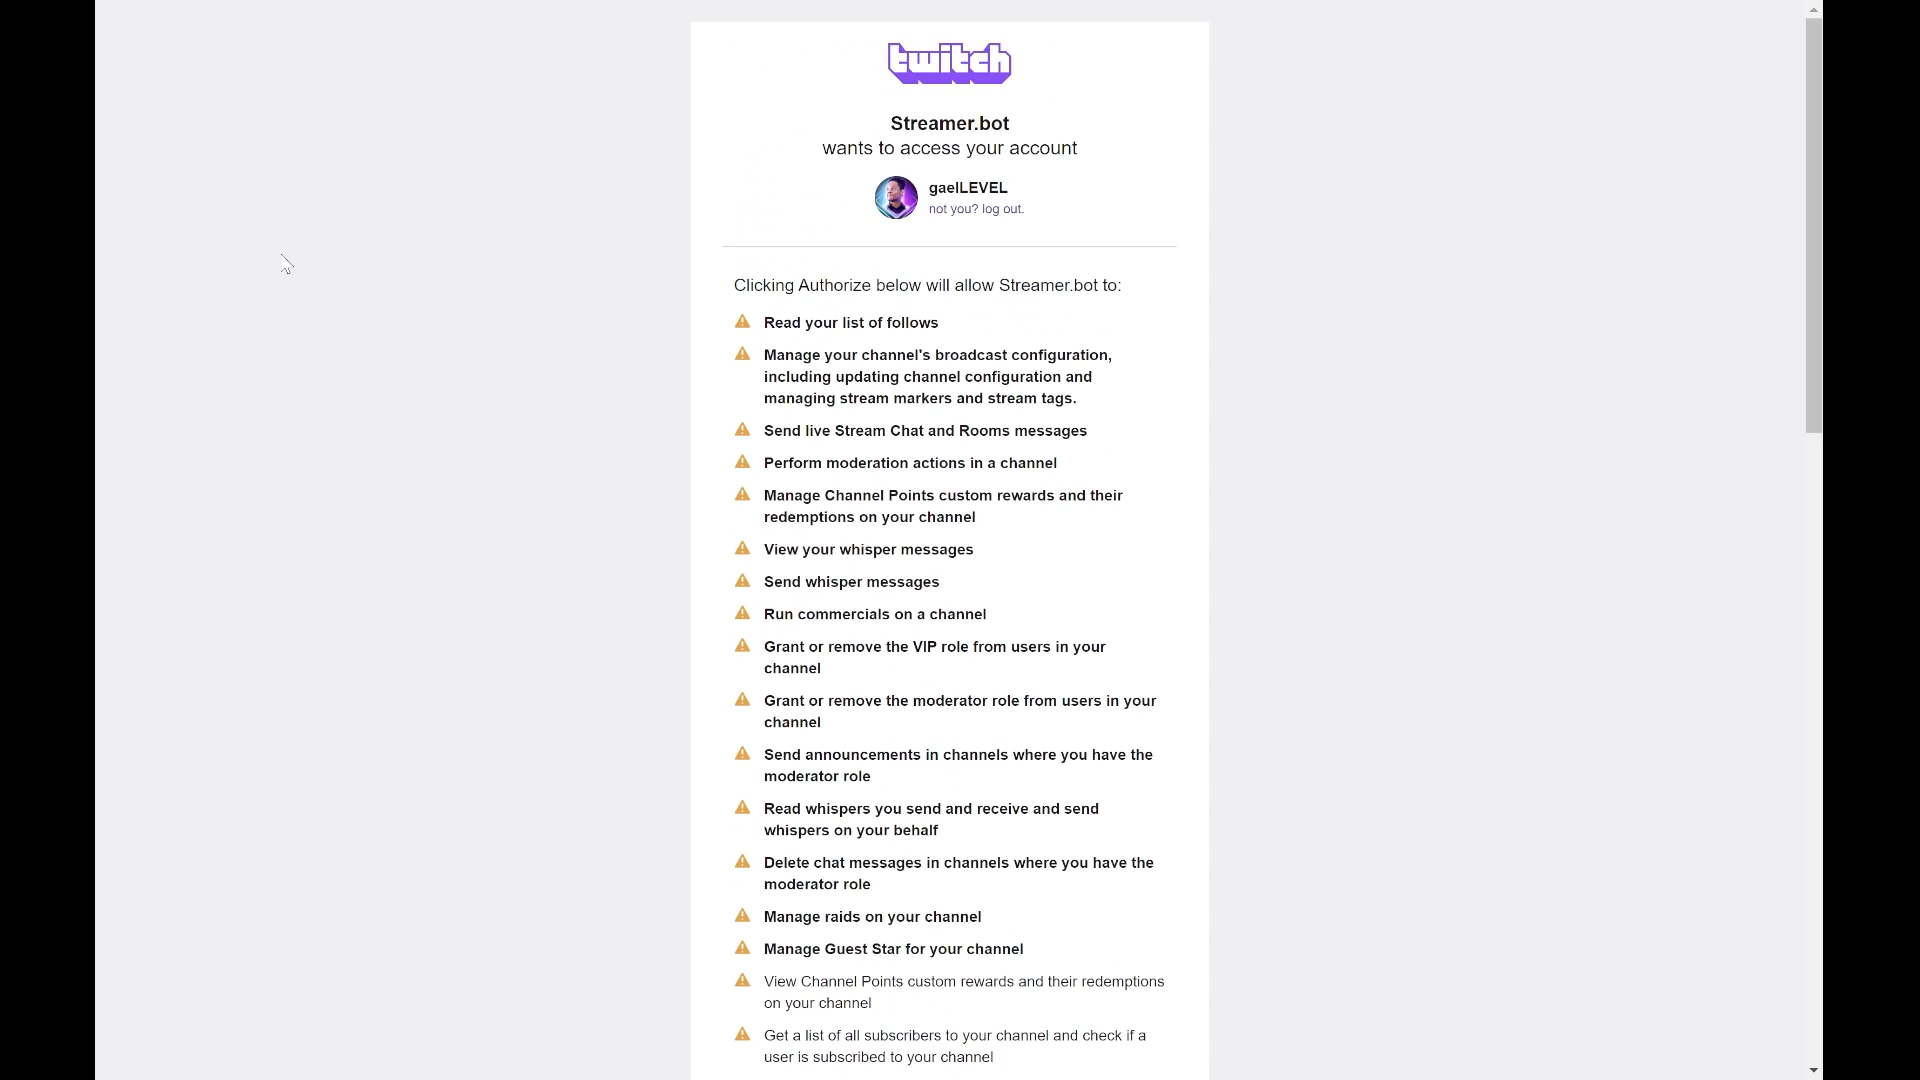 twitch
Streamer.bot
wants to access your account
gaelLEVEL
not you? log out.
Clicking Authorize below will allow Streamer.bot to:
Read your list of follows
Manage your channel's broadcast configuration,
including updating channel configuration and
managing stream markers and stream tags.
Send live Stream Chat and Rooms messages
Perform moderation actions in a channel
Manage Channel Points custom rewards and their
redemptions on your channel
View your whisper messages
Send whisper messages
Run commercials on a channel
Grant or remove the VIP role from users in your
channel
Grant or remove the moderator role from users in your
channel
Send announcements in channels where you have the
moderator role
Read whispers you send and receive and send
whispers on your behalf
Delete chat messages in channels where you have the
moderator role
Manage raids on your channel
Manage Guest Star for your channel
View Channel Points custom rewards and their redemptions
on your channel
Get a list of all subscribers to your channel and check if a
user is subscribed to your channel